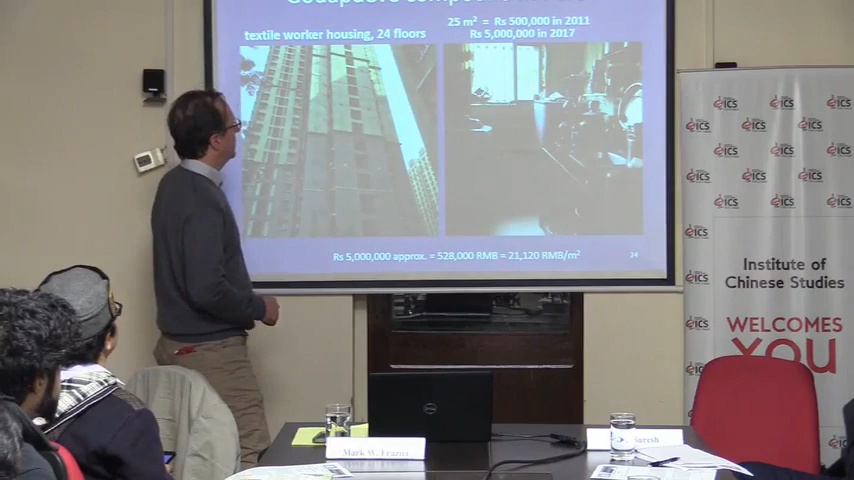 25 m² = Rs 500,000 in 2011
textile worker housing, 24 floors
Rs 5,000,000 in 2017
Rs 5,000,000 approx. = 528,000 RMB = 21,120 RMB/m²
24
ICS
Institute of
Chinese Studies
WELCOMES
YOU
Mark W. Frazier
DELL